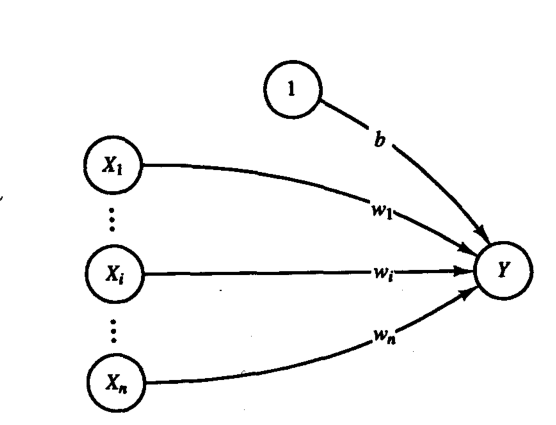 1
b
X₁
w₁
⋮
Xᵢ
wᵢ
Y
⋮
wₙ
Xₙ